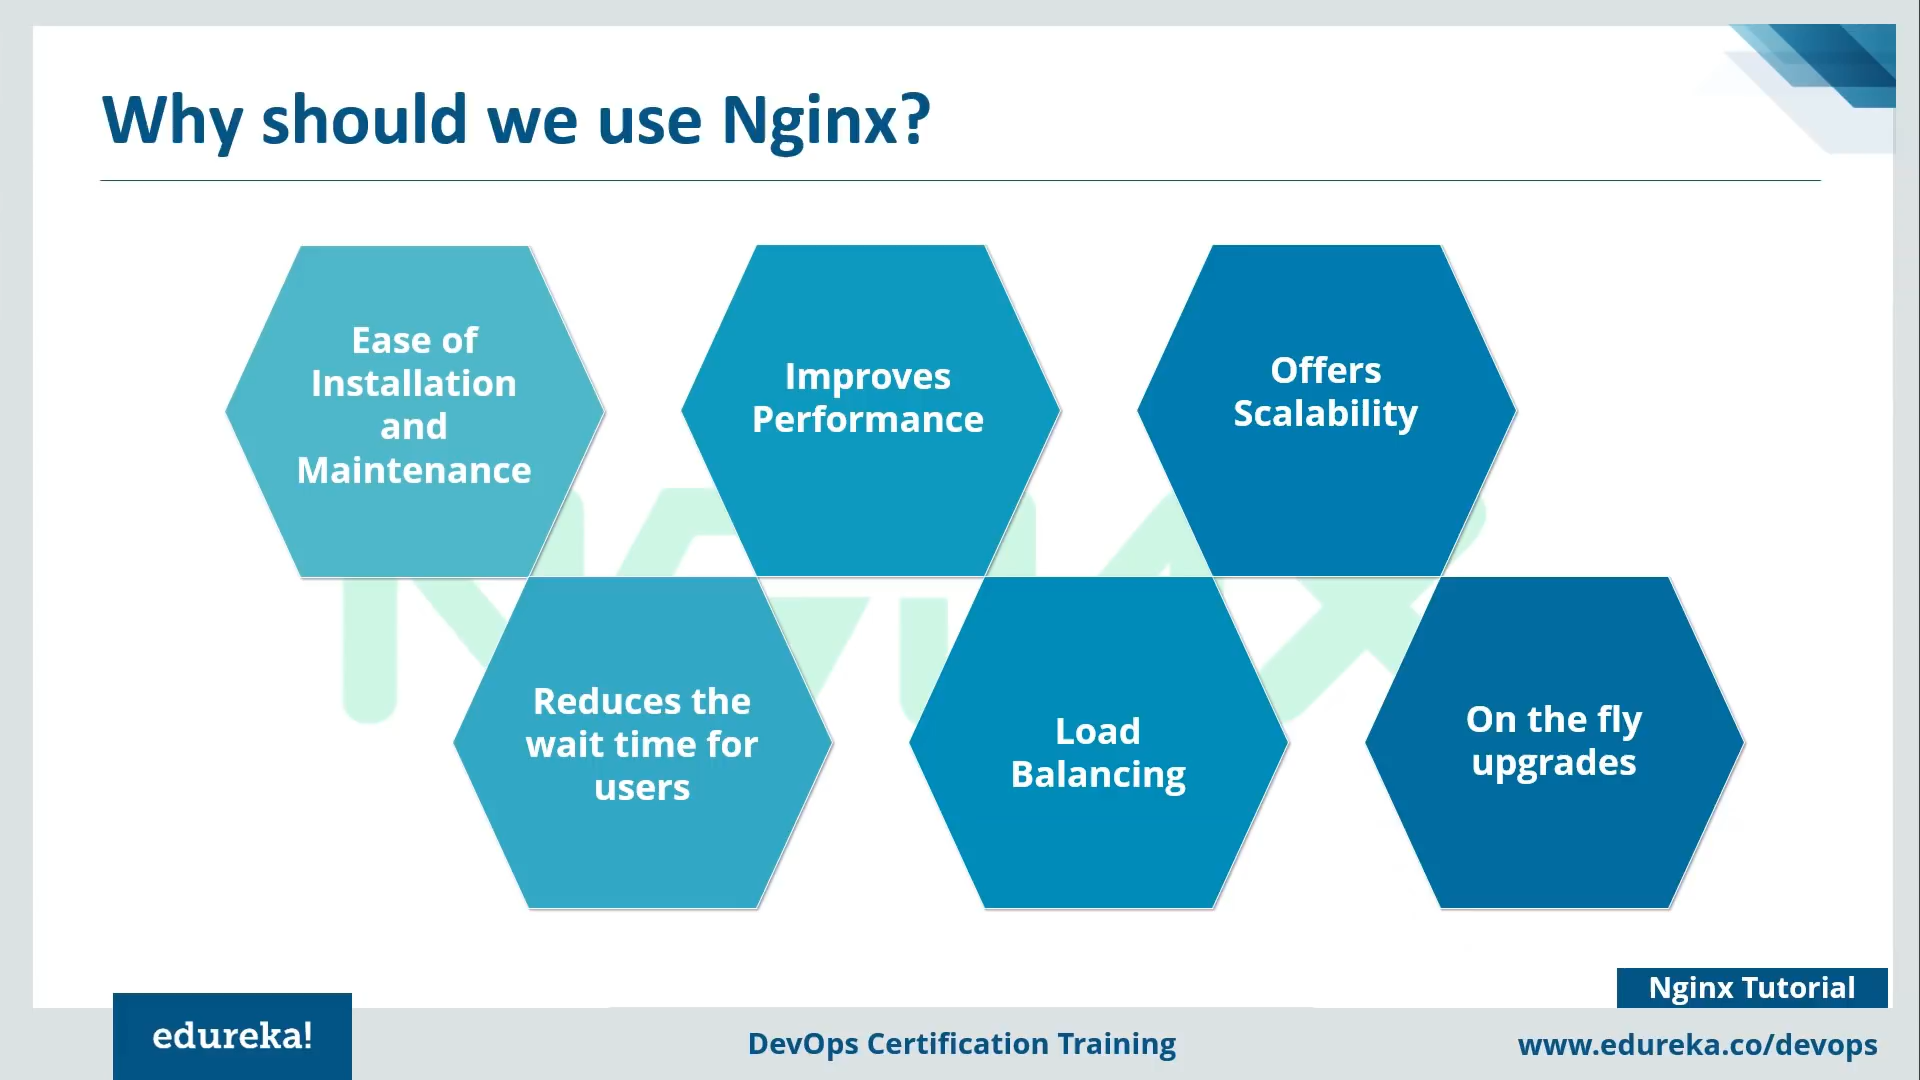 Why should we use Nginx?
Ease of
Installation
and
Maintenance
Improves
Performance
Offers
Scalability
Reduces the
wait time for
users
Load
Balancing
On the fly
upgrades
NGINX
Nginx Tutorial
edureka!
DevOps Certification Training
www.edureka.co/devops